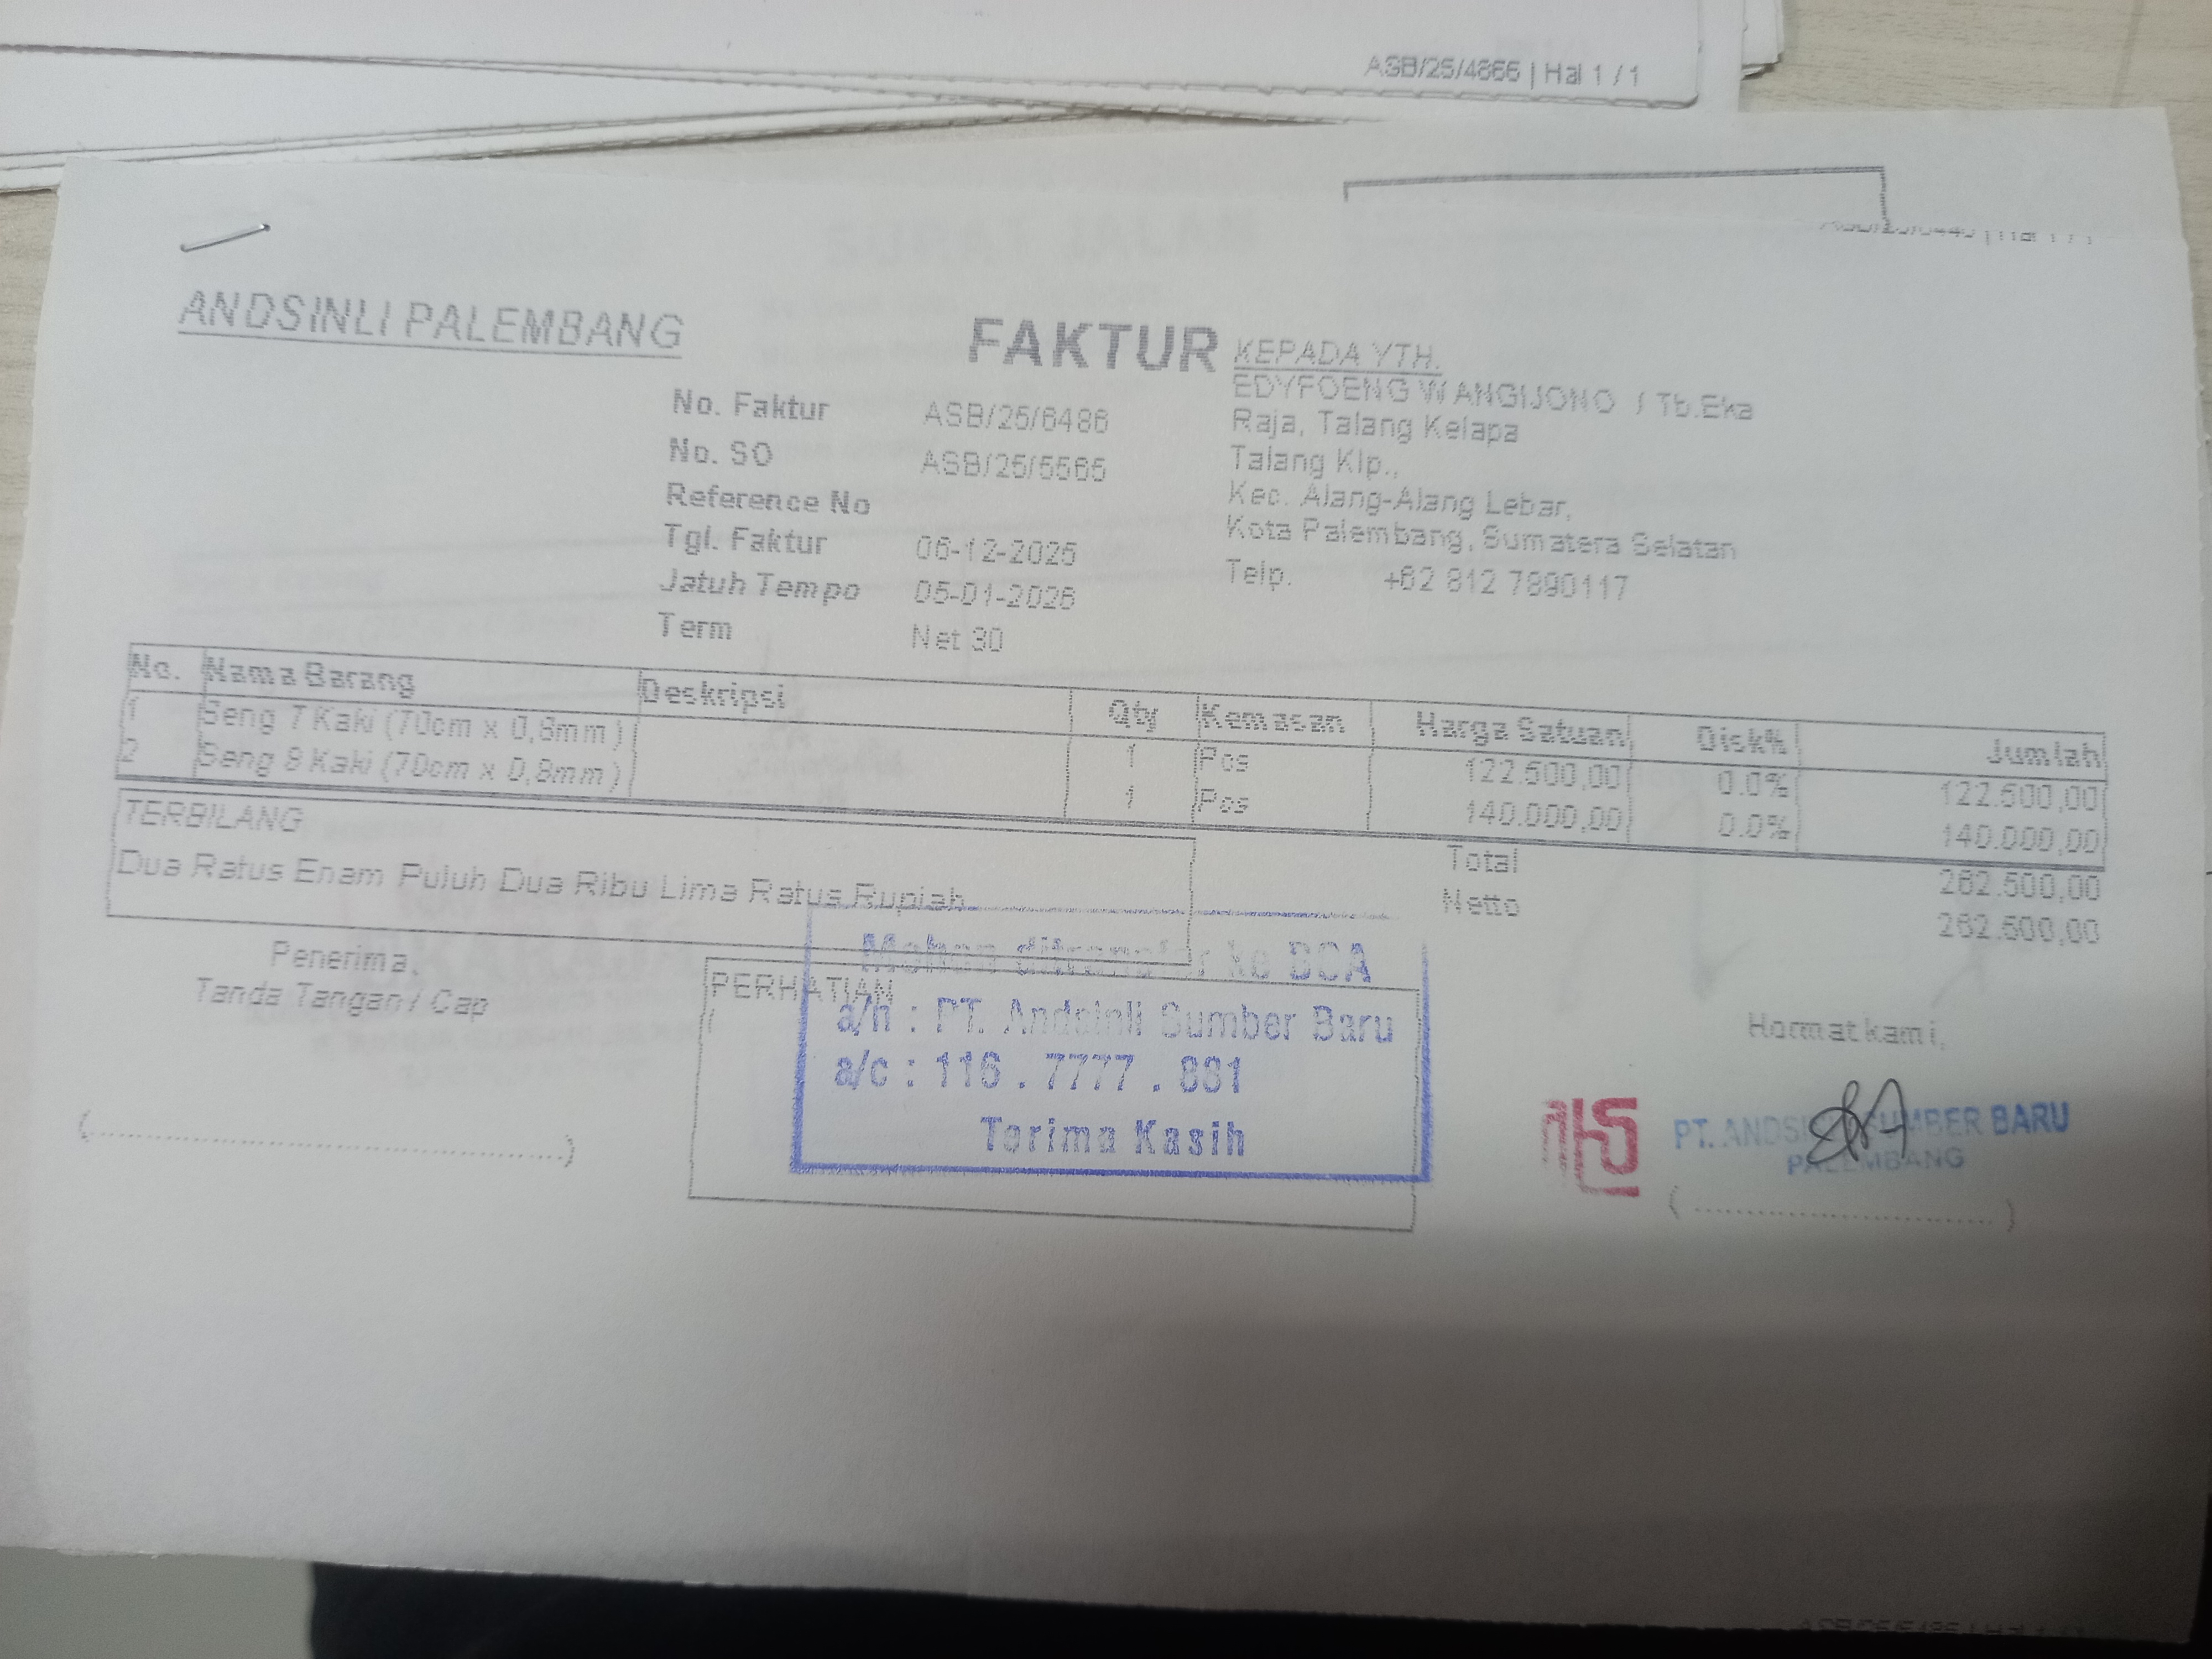 ASB/25/4866 | Hal 1 / 1
ANDSINLI PALEMBANG
FAKTUR
No. Faktur ASB/25/6486
No. SO ASB/25/5565
Reference No
Tgl. Faktur 06-12-2025
Jatuh Tempo 05-01-2026
Term Net 30
KEPADA YTH.
EDYFOENG WANGIJONO / Tb.Eka
Raja, Talang Kelapa
Talang Klp.,
Kec. Alang-Alang Lebar,
Kota Palembang, Sumatera Selatan
Telp. +62 812 7890117
No. Nama Barang Deskripsi Qty Kemasan Harga Satuan Disk% Jumlah
1 Seng 7 Kaki (70cm x 0,8mm) 1 Pcs 122.500,00 0.0% 122.500,00
2 Seng 8 Kaki (70cm x 0,8mm) 1 Pcs 140.000,00 0.0% 140.000,00
Total 262.500,00
Netto 262.500,00
TERBILANG
Dua Ratus Enam Puluh Dua Ribu Lima Ratus Rupiah
Penerima,
Tanda Tangan / Cap
(..............................)
PERHATIAN
Mohon ditransfer ke BCA
a/n : PT. Andsinli Sumber Baru
a/c : 116 . 7777 . 881
Terima Kasih
Hormat kami,
PT. ANDSINLI SUMBER BARU
PALEMBANG
(..............................)